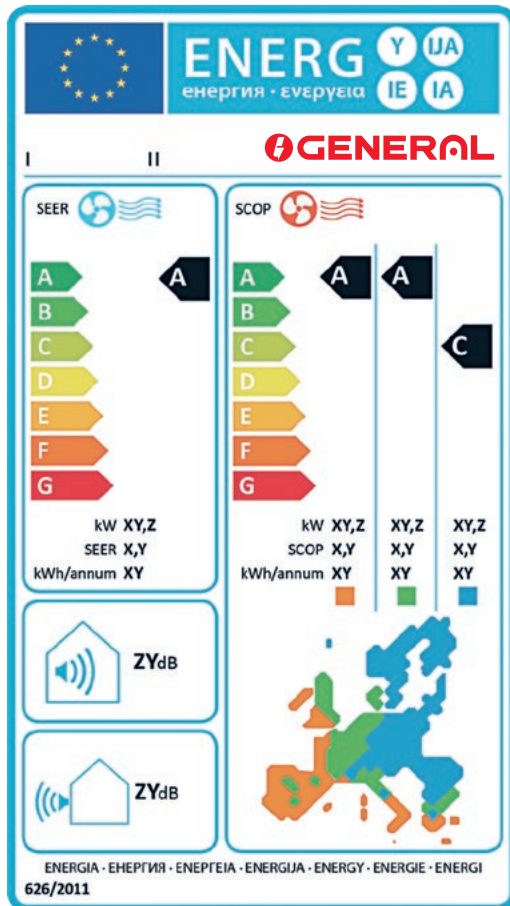 ENERG Y IJA
енергия · ενεργεια IE IA
GENERAL
I II
SEER
A A
B
C
D
E
F
G
kW XY,Z
SEER X,Y
kWh/annum XY
SCOP
A A A
B
C C
D
E
F
G
kW XY,Z XY,Z XY,Z
SCOP X,Y X,Y X,Y
kWh/annum XY XY XY
ZYdB
ZYdB
ENERGIA · ЕНЕРГИЯ · ΕΝΕΡΓΕΙΑ · ENERGIJA · ENERGY · ENERGIE · ENERGI
626/2011